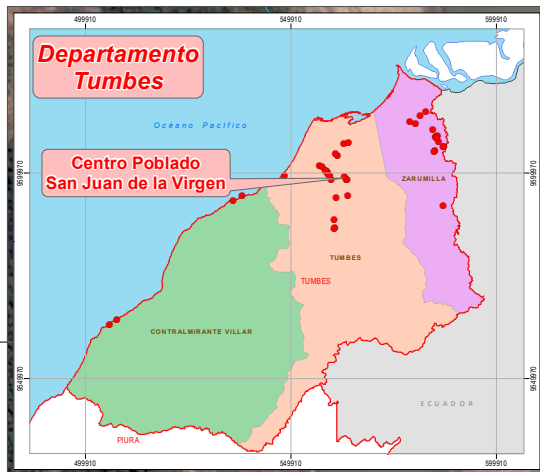 499910 549910 599910
Departamento
Tumbes
Océano Pacífico
Centro Poblado
San Juan de la Virgen
9599970 9599970
ZARUMILLA
TUMBES
TUMBES
CONTRALMIRANTE VILLAR
9549970 9549970
ECUADOR
PIURA
499910 549910 599910